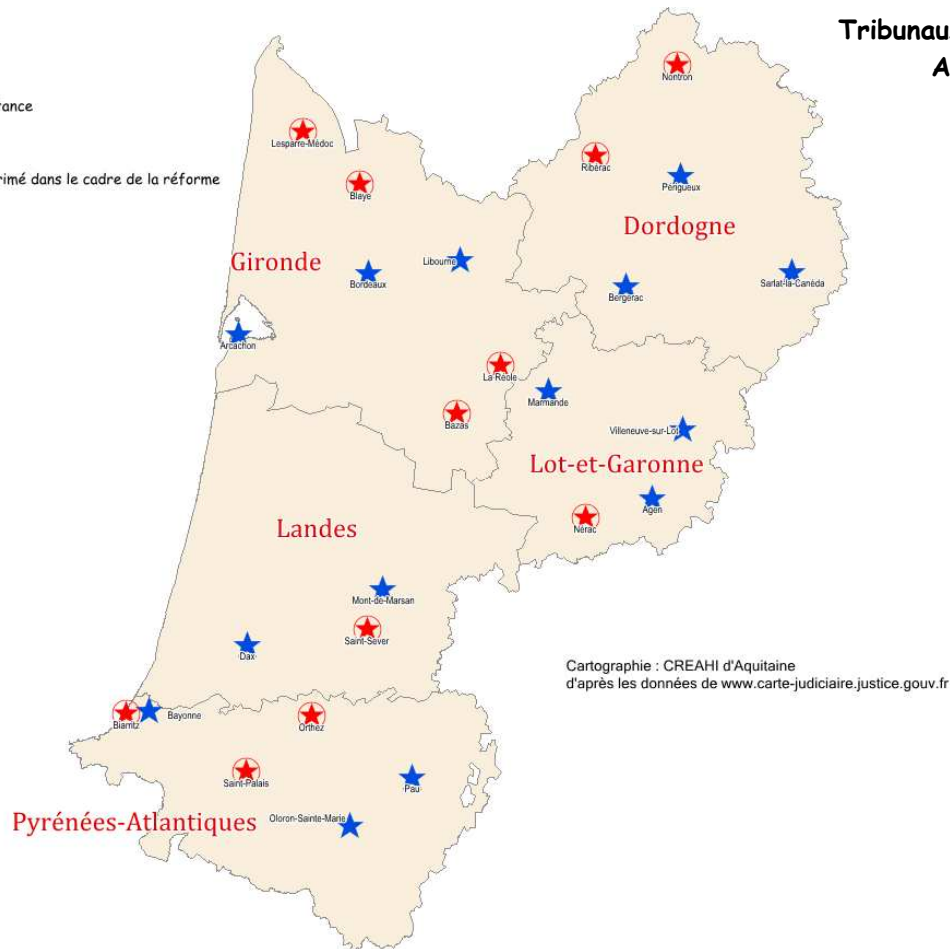 Tribunau
A
ance
rimé dans le cadre de la réforme
Nontron
Lesparre-Médoc
Ribérac
Blaye
Périgueux
Dordogne
Gironde
Libourne
Bordeaux
Sarlat-la-Canéda
Bergerac
Arcachon
La Réole
Marmande
Bazas
Villeneuve-sur-Lot
Lot-et-Garonne
Agen
Nérac
Landes
Mont-de-Marsan
Saint-Sever
Dax
Cartographie : CREAHI d'Aquitaine
d'après les données de www.carte-judiciaire.justice.gouv.fr
Biarritz
Bayonne
Orthez
Saint-Palais
Pau
Pyrénées-Atlantiques
Oloron-Sainte-Marie